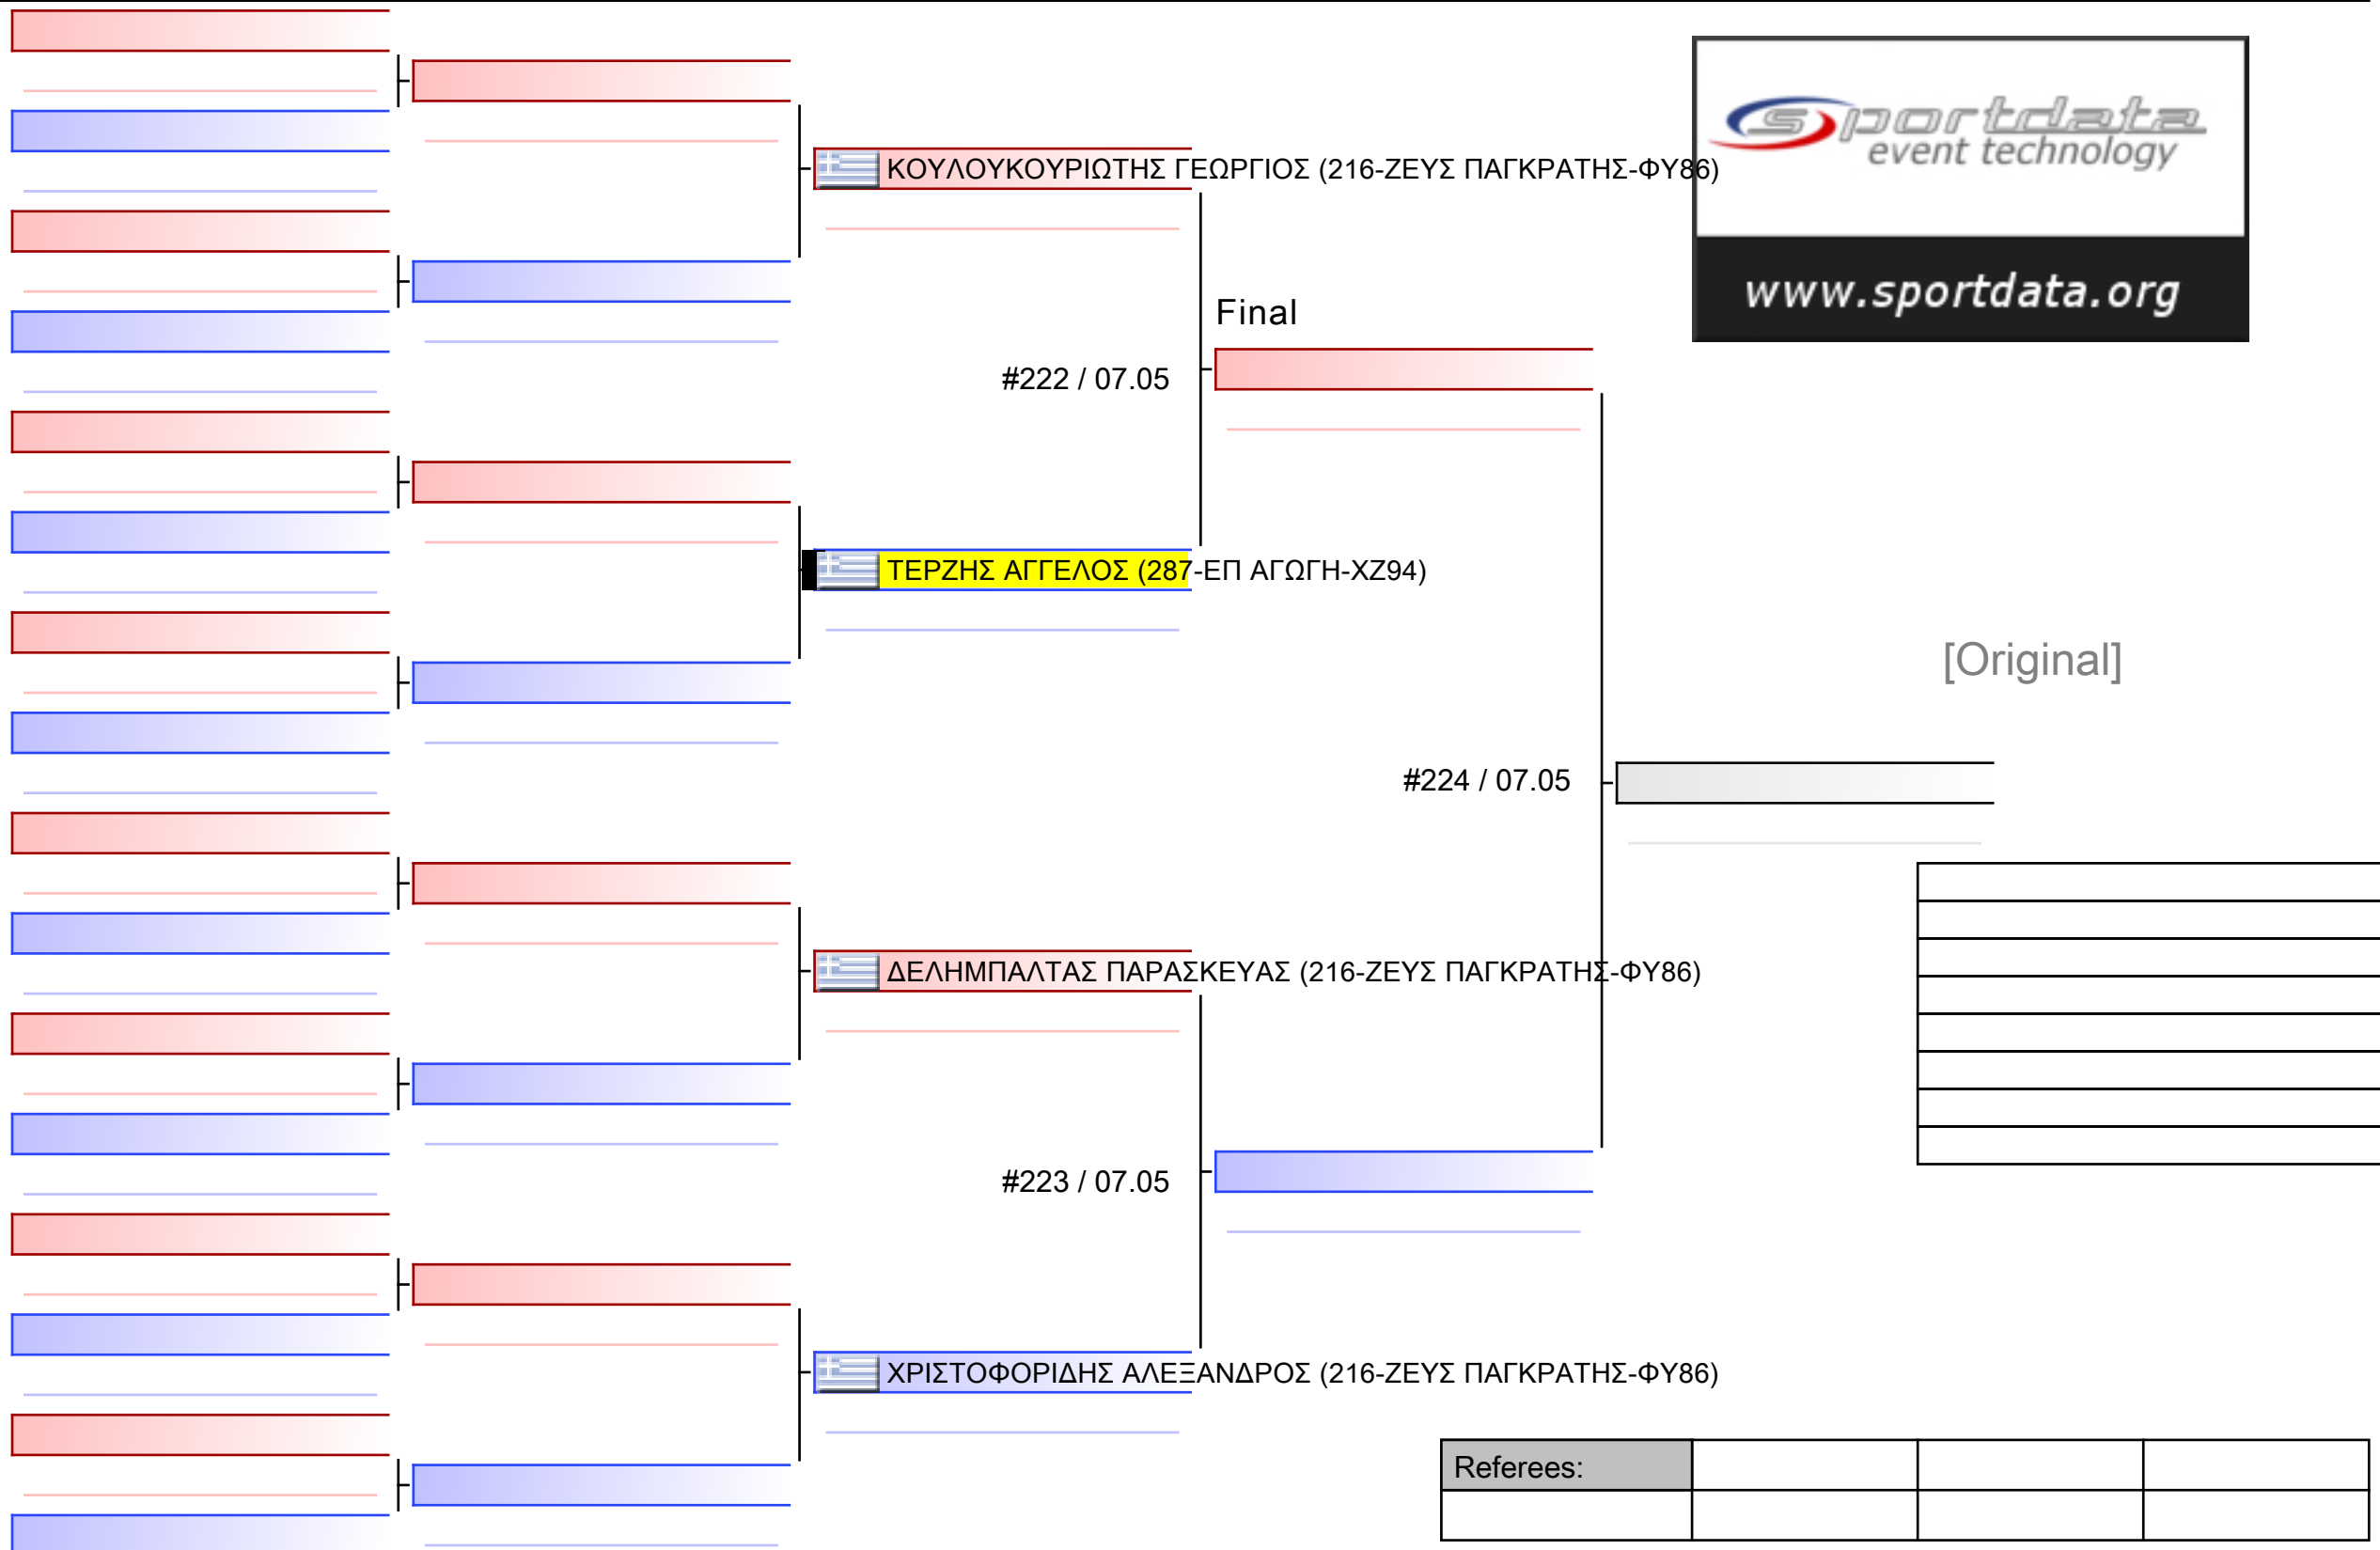 sportdata
event technology
www.sportdata.org
ΚΟΥΛΟΥΚΟΥΡΙΩΤΗΣ ΓΕΩΡΓΙΟΣ (216-ΖΕΥΣ ΠΑΓΚΡΑΤΗΣ-ΦΥ86)
Final
#222 / 07.05
ΤΕΡΖΗΣ ΑΓΓΕΛΟΣ (287-ΕΠ ΑΓΩΓΗ-ΧΖ94)
[Original]
#224 / 07.05
ΔΕΛΗΜΠΑΛΤΑΣ ΠΑΡΑΣΚΕΥΑΣ (216-ΖΕΥΣ ΠΑΓΚΡΑΤΗΣ-ΦΥ86)
#223 / 07.05
ΧΡΙΣΤΟΦΟΡΙΔΗΣ ΑΛΕΞΑΝΔΡΟΣ (216-ΖΕΥΣ ΠΑΓΚΡΑΤΗΣ-ΦΥ86)
Referees: